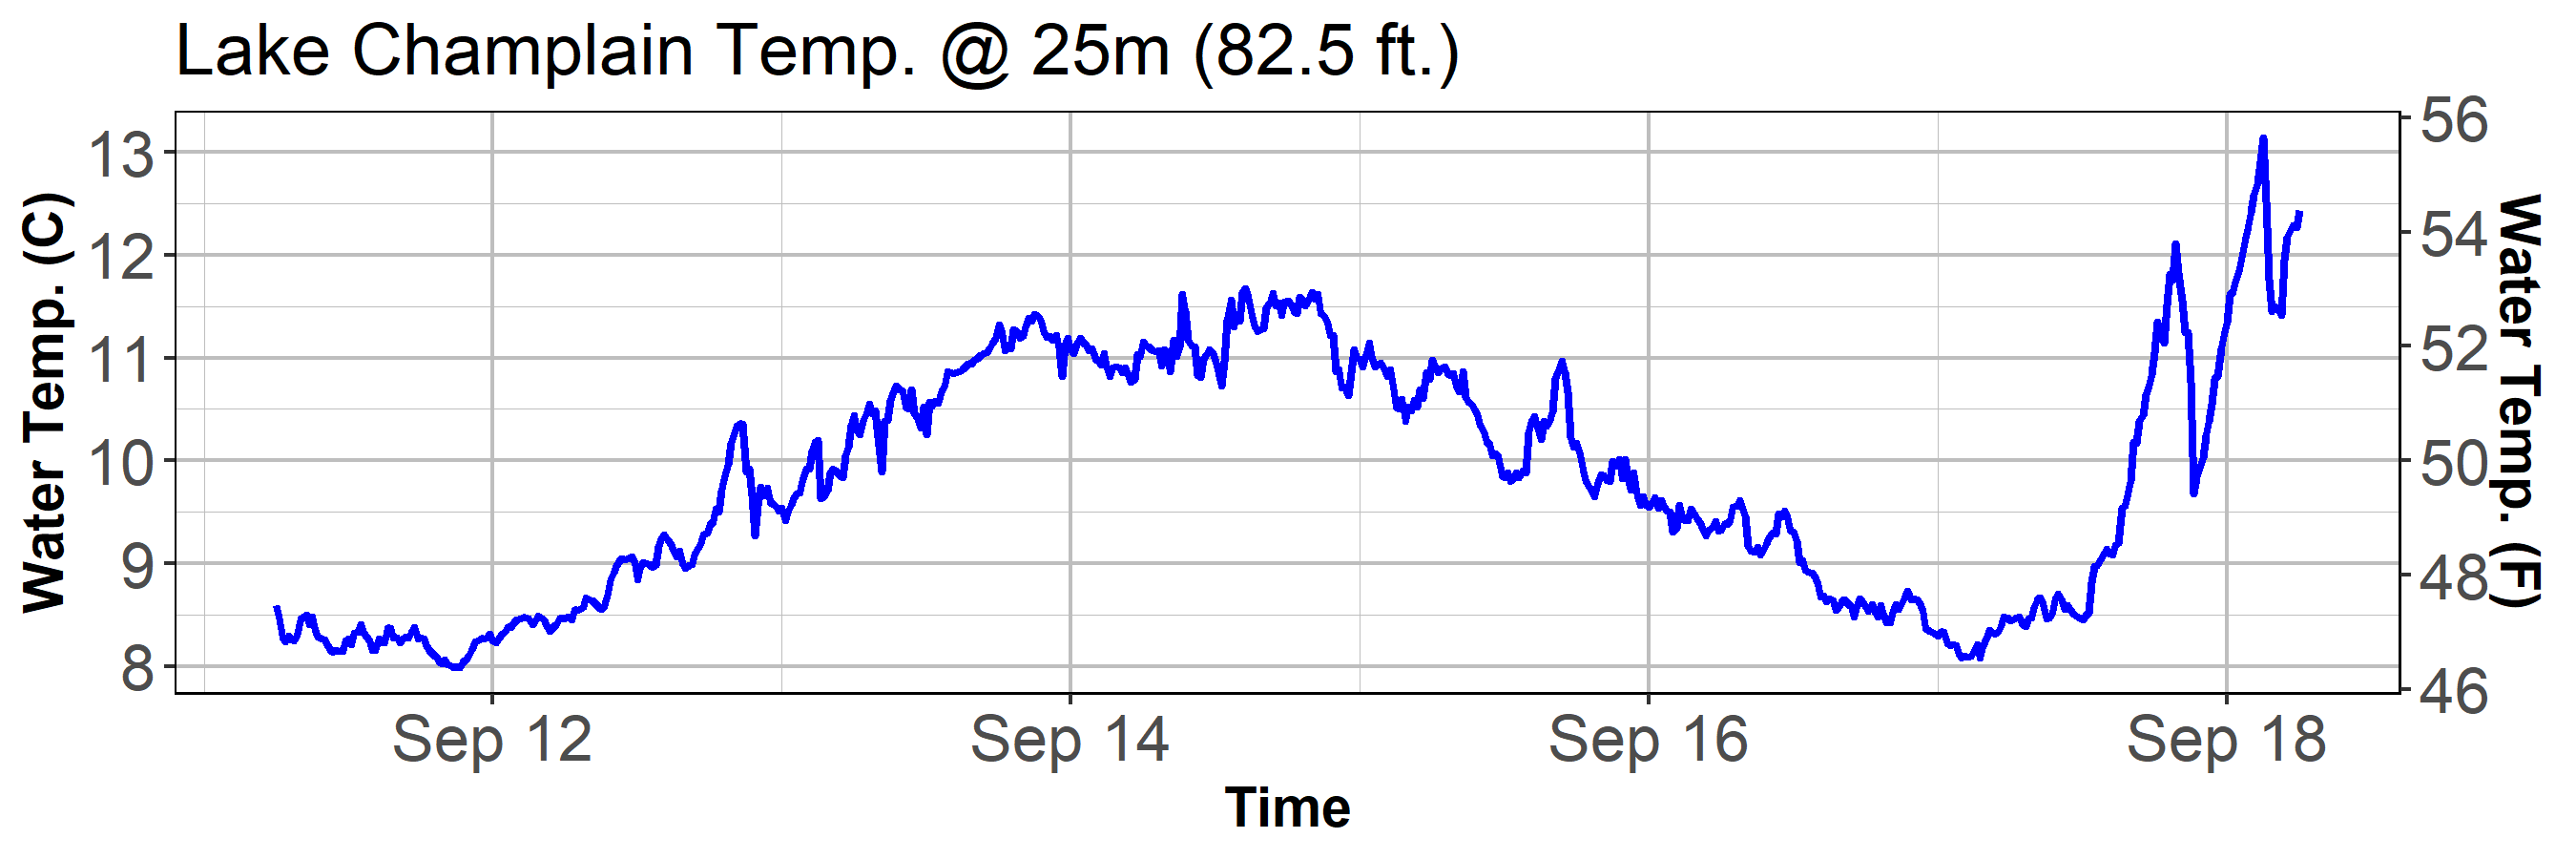 Lake Champlain Temp. @ 25m (82.5 ft.)
Water Temp. (C)
13
12
11
10
9
8
56
54
52
50
48
46
Water Temp. (F)
Sep 12
Sep 14
Sep 16
Sep 18
Time